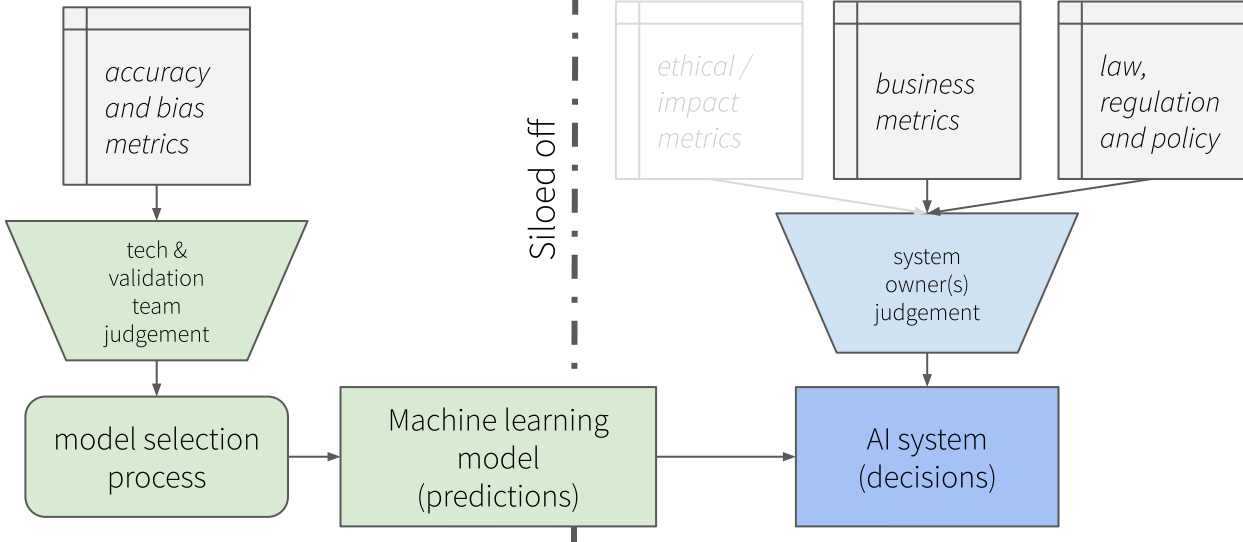 accuracy
and bias
metrics
tech &
validation
team
judgement
model selection
process
Machine learning
model
(predictions)
Siloed off
ethical /
impact
metrics
business
metrics
law,
regulation
and policy
system
owner(s)
judgement
AI system
(decisions)